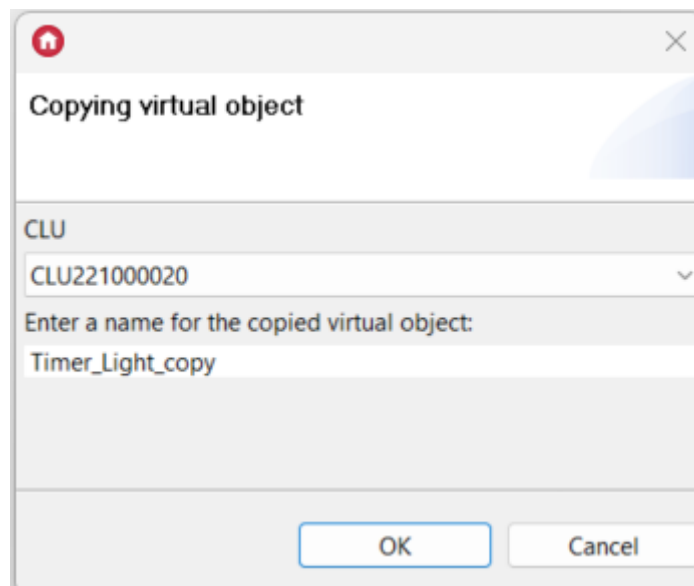 Copying virtual object
CLU
CLU221000020
Enter a name for the copied virtual object:
Timer_Light_copy
OK
Cancel